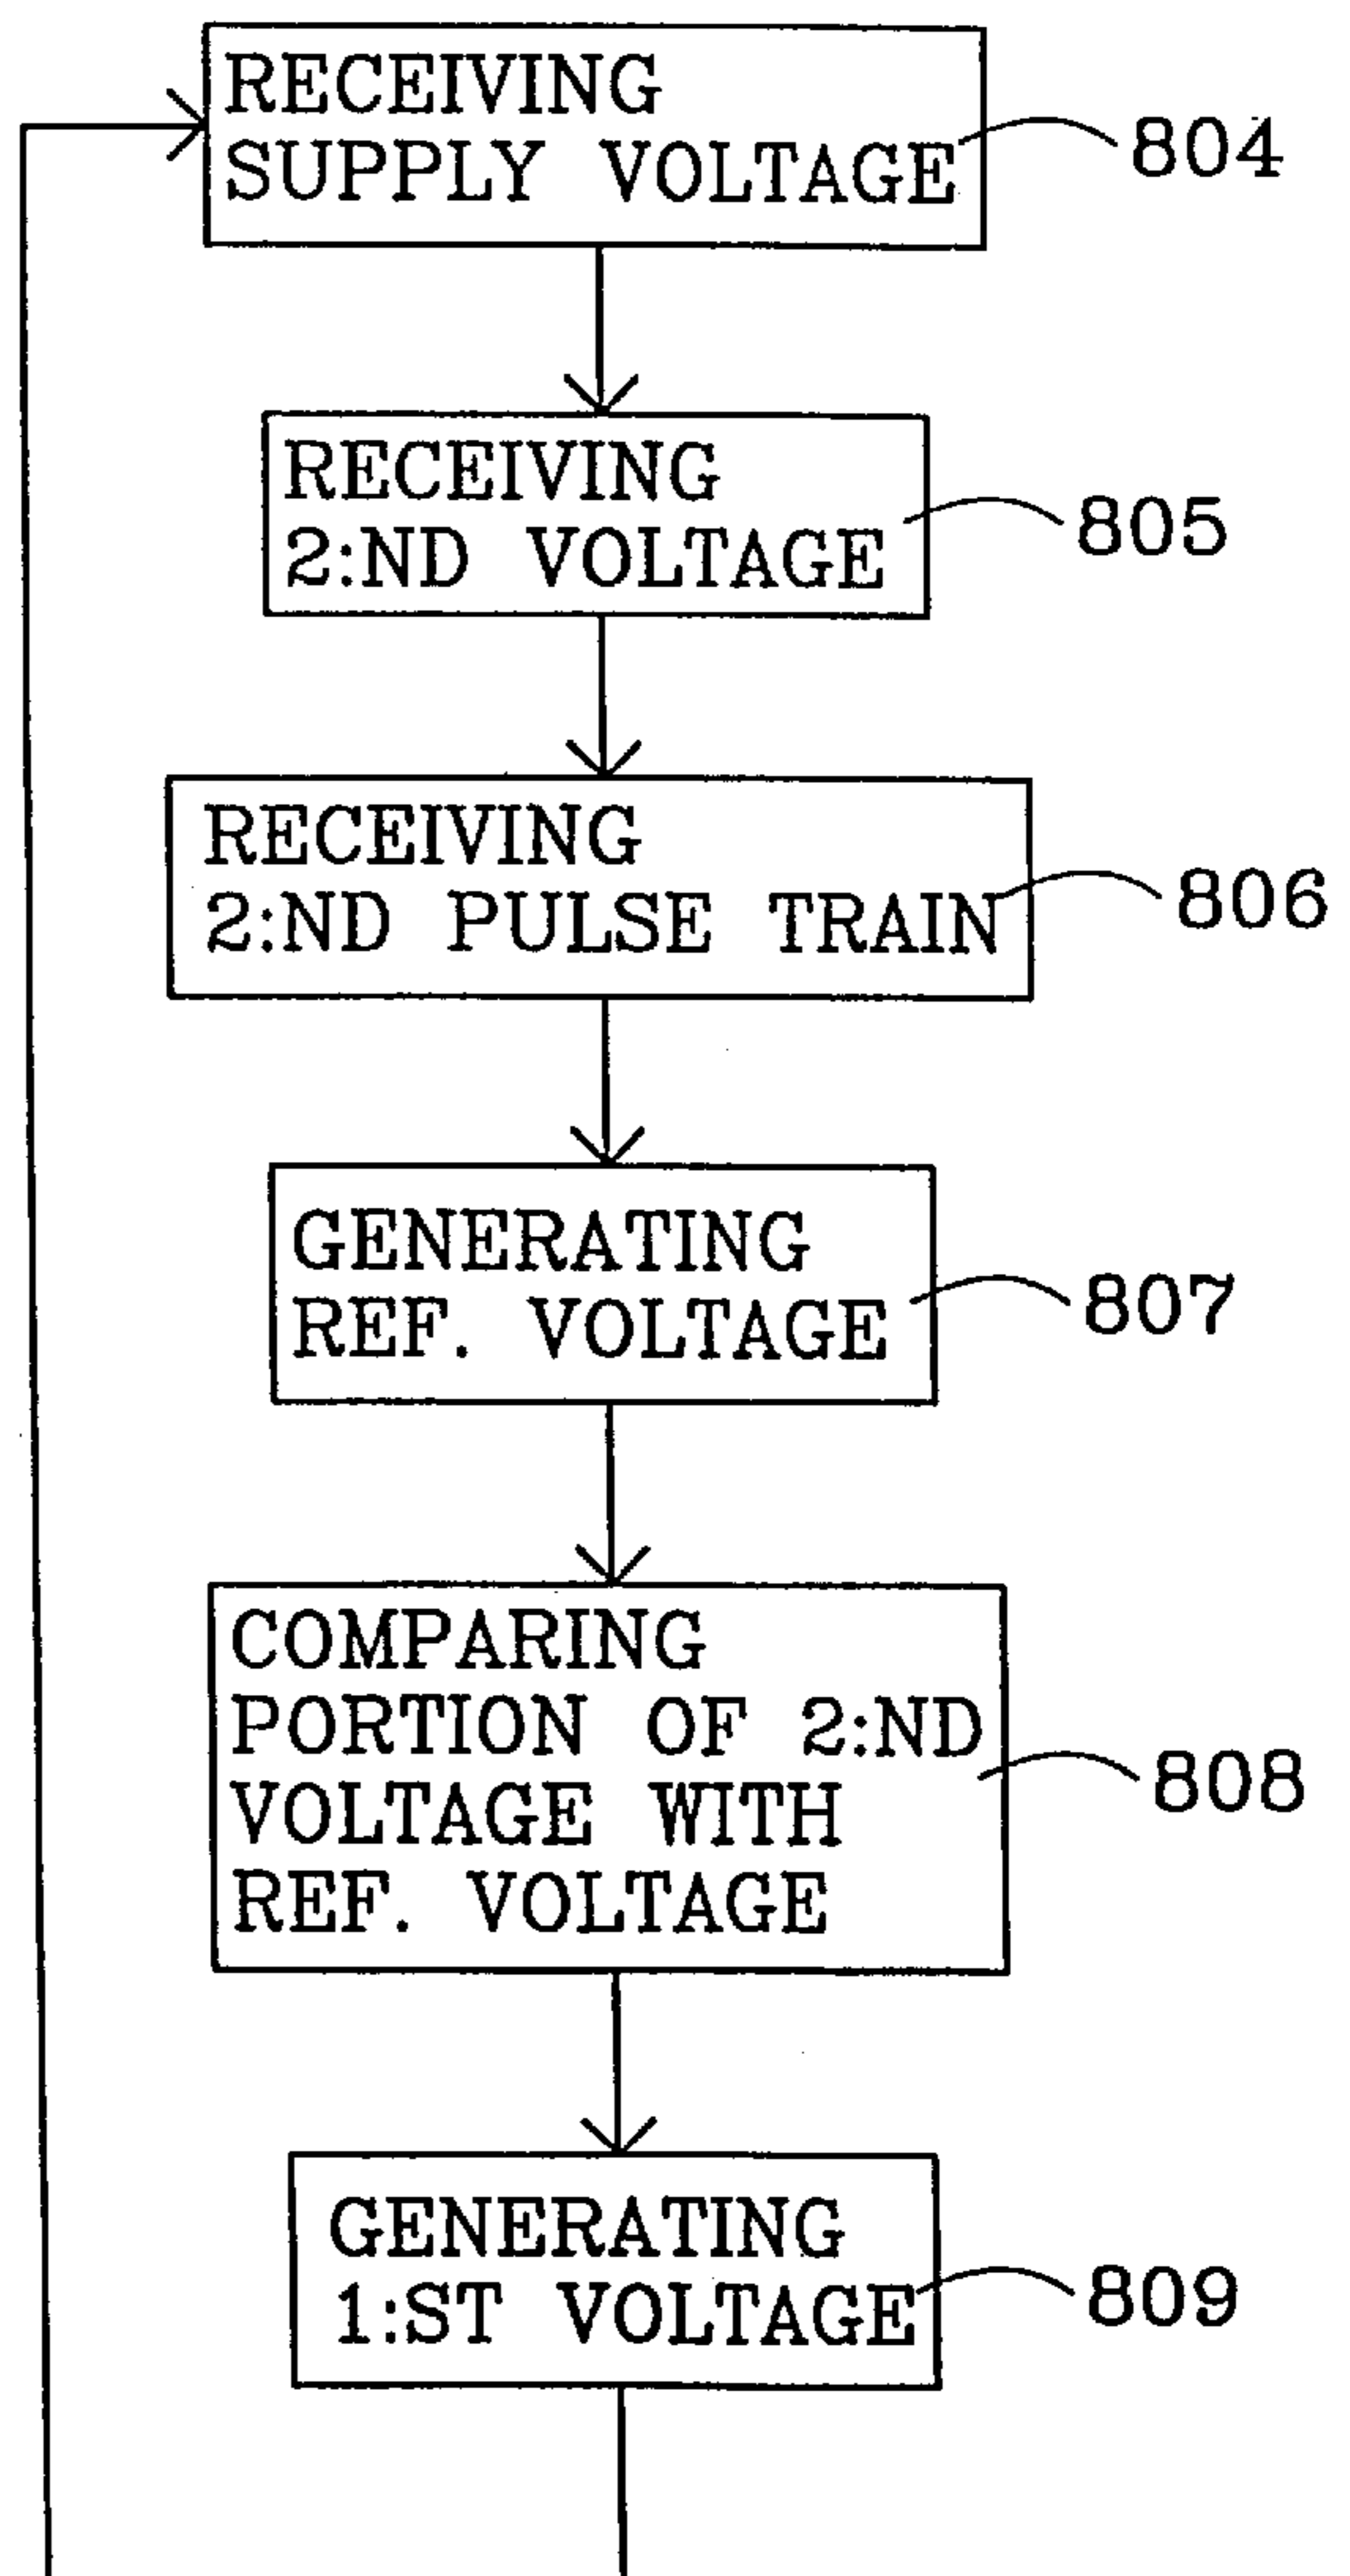 RECEIVING
SUPPLY VOLTAGE
804
RECEIVING
2:ND VOLTAGE
805
RECEIVING
2:ND PULSE TRAIN
806
GENERATING
REF. VOLTAGE
807
COMPARING
PORTION OF 2:ND
VOLTAGE WITH
REF. VOLTAGE
808
GENERATING
1:ST VOLTAGE
809